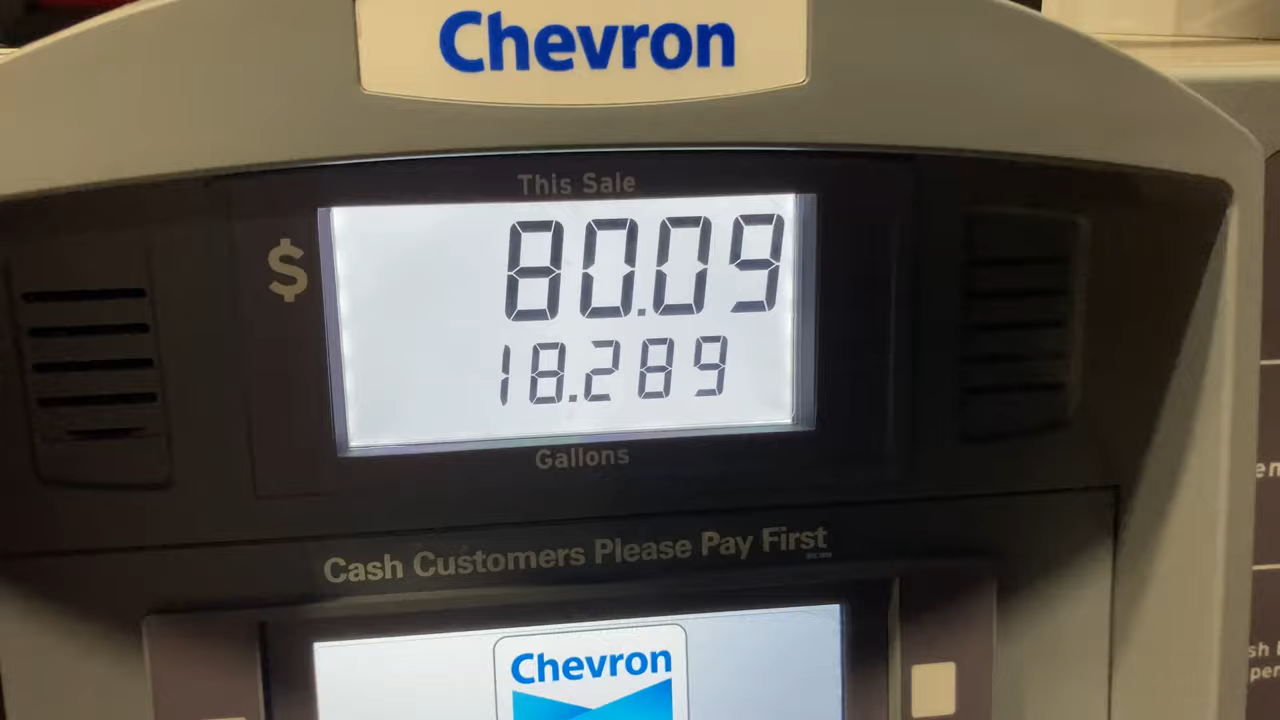 Chevron
This Sale
$ 80.09
18.289
Gallons
Cash Customers Please Pay First
Chevron